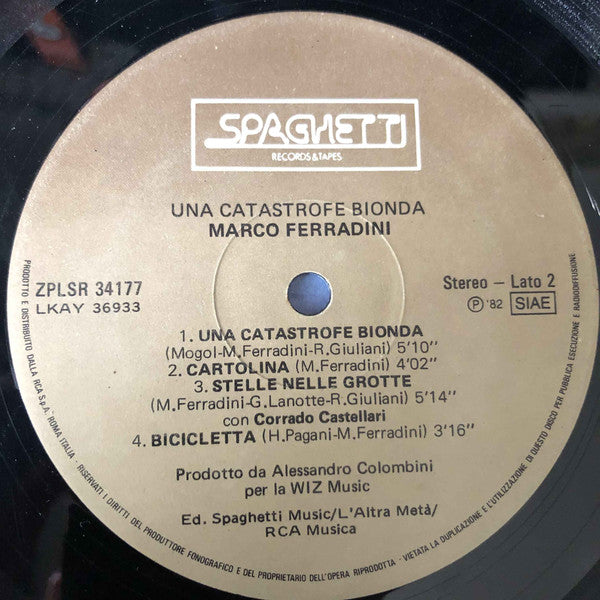 SPAGHETTI
RECORDS&TAPES
UNA CATASTROFE BIONDA
MARCO FERRADINI
ZPLSR 34177
LKAY 36933
Stereo - Lato 2
Ⓟ '82 SIAE
1. UNA CATASTROFE BIONDA
(Mogol-M.Ferradini-R.Giuliani) 5'10''
2. CARTOLINA (M.Ferradini) 4'02''
3. STELLE NELLE GROTTE
(M.Ferradini-G.Lanotte-R.Giuliani) 5'14''
con Corrado Castellari
4. BICICLETTA (H.Pagani-M.Ferradini) 3'16''
Prodotto da Alessandro Colombini
per la WIZ Music
Ed. Spaghetti Music/L'Altra Metà/
RCA Musica
PRODOTTO E DISTRIBUITO DALLA RCA S.p.A. ROMA ITALIA - RISERVATI I DIRITTI DEL PRODUTTORE FONOGRAFICO E DEL PROPRIETARIO DELL'OPERA RIPRODOTTA - VIETATA LA DUPLICAZIONE E L'UTILIZZAZIONE DI QUESTO DISCO PER PUBBLICA ESECUZIONE E RADIODIFFUSIONE